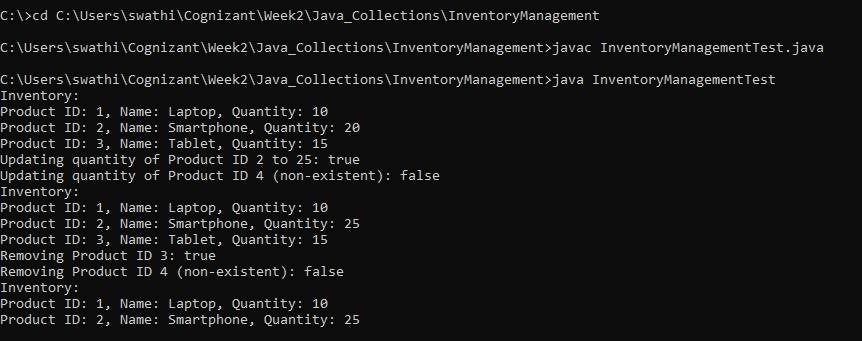 C:\>cd C:\Users\swathi\Cognizant\Week2\Java_Collections\InventoryManagement
C:\Users\swathi\Cognizant\Week2\Java_Collections\InventoryManagement>javac InventoryManagementTest.java
C:\Users\swathi\Cognizant\Week2\Java_Collections\InventoryManagement>java InventoryManagementTest
Inventory:
Product ID: 1, Name: Laptop, Quantity: 10
Product ID: 2, Name: Smartphone, Quantity: 20
Product ID: 3, Name: Tablet, Quantity: 15
Updating quantity of Product ID 2 to 25: true
Updating quantity of Product ID 4 (non-existent): false
Inventory:
Product ID: 1, Name: Laptop, Quantity: 10
Product ID: 2, Name: Smartphone, Quantity: 25
Product ID: 3, Name: Tablet, Quantity: 15
Removing Product ID 3: true
Removing Product ID 4 (non-existent): false
Inventory:
Product ID: 1, Name: Laptop, Quantity: 10
Product ID: 2, Name: Smartphone, Quantity: 25